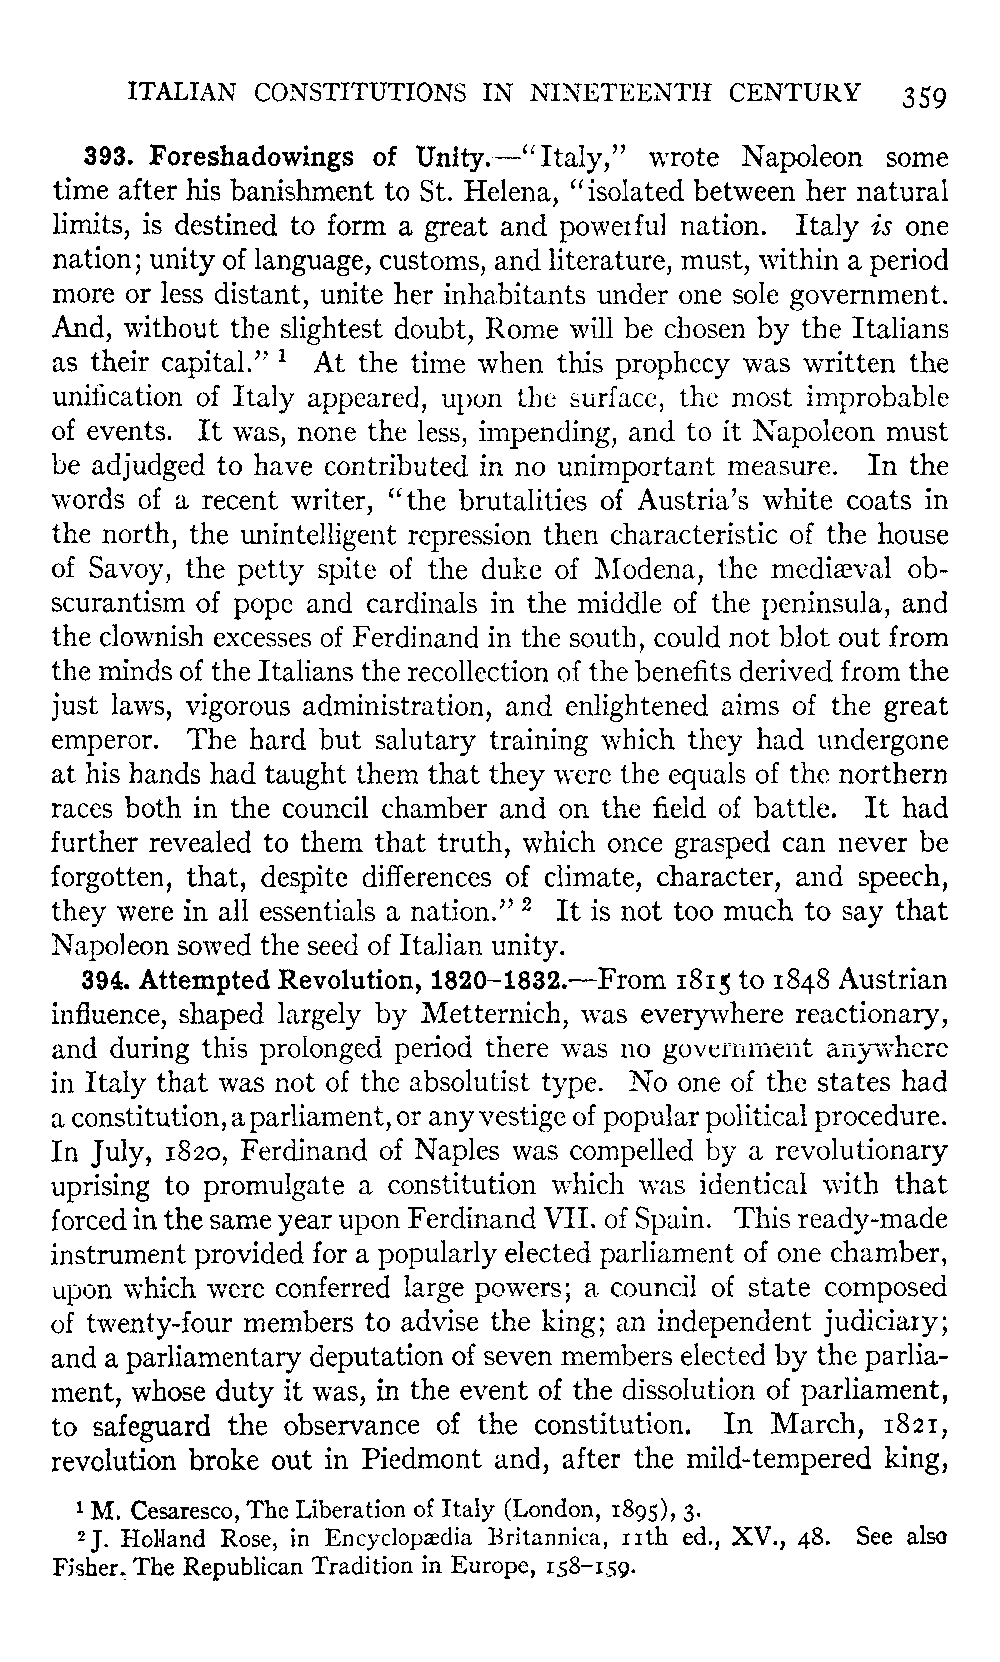 ITALIAN CONSTITUTIONS IN NINETEENTH CENTURY 359
393. Foreshadowings of Unity.—“Italy,” wrote Napoleon some
time after his banishment to St. Helena, “isolated between her natural
limits, is destined to form a great and powerful nation. Italy is one
nation; unity of language, customs, and literature, must, within a period
more or less distant, unite her inhabitants under one sole government.
And, without the slightest doubt, Rome will be chosen by the Italians
as their capital.” ¹ At the time when this prophecy was written the
unification of Italy appeared, upon the surface, the most improbable
of events. It was, none the less, impending, and to it Napoleon must
be adjudged to have contributed in no unimportant measure. In the
words of a recent writer, “the brutalities of Austria’s white coats in
the north, the unintelligent repression then characteristic of the house
of Savoy, the petty spite of the duke of Modena, the mediæval ob-
scurantism of pope and cardinals in the middle of the peninsula, and
the clownish excesses of Ferdinand in the south, could not blot out from
the minds of the Italians the recollection of the benefits derived from the
just laws, vigorous administration, and enlightened aims of the great
emperor. The hard but salutary training which they had undergone
at his hands had taught them that they were the equals of the northern
races both in the council chamber and on the field of battle. It had
further revealed to them that truth, which once grasped can never be
forgotten, that, despite differences of climate, character, and speech,
they were in all essentials a nation.” ² It is not too much to say that
Napoleon sowed the seed of Italian unity.
394. Attempted Revolution, 1820–1832.—From 1815 to 1848 Austrian
influence, shaped largely by Metternich, was everywhere reactionary,
and during this prolonged period there was no government anywhere
in Italy that was not of the absolutist type. No one of the states had
a constitution, a parliament, or any vestige of popular political procedure.
In July, 1820, Ferdinand of Naples was compelled by a revolutionary
uprising to promulgate a constitution which was identical with that
forced in the same year upon Ferdinand VII. of Spain. This ready-made
instrument provided for a popularly elected parliament of one chamber,
upon which were conferred large powers; a council of state composed
of twenty-four members to advise the king; an independent judiciary;
and a parliamentary deputation of seven members elected by the parlia-
ment, whose duty it was, in the event of the dissolution of parliament,
to safeguard the observance of the constitution. In March, 1821,
revolution broke out in Piedmont and, after the mild-tempered king,
¹ M. Cesaresco, The Liberation of Italy (London, 1895), 3.
² J. Holland Rose, in Encyclopædia Britannica, 11th ed., XV., 48. See also
Fisher, The Republican Tradition in Europe, 158–159.